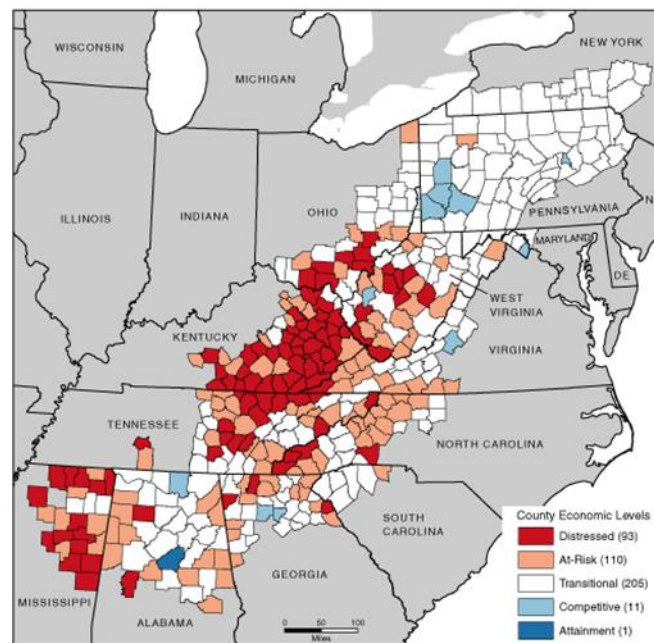 WISCONSIN
NEW YORK
MICHIGAN
ILLINOIS
INDIANA
OHIO
PENNSYLVANIA
N
MARYLAND
DE
WEST
VIRGINIA
VIRGINIA
KENTUCKY
TENNESSEE
NORTH CAROLINA
SOUTH
CAROLINA
GEORGIA
MISSISSIPPI
ALABAMA
County Economic Levels
Distressed (93)
At-Risk (110)
Transitional (205)
Competitive (11)
Attainment (1)
0 50 100
Miles